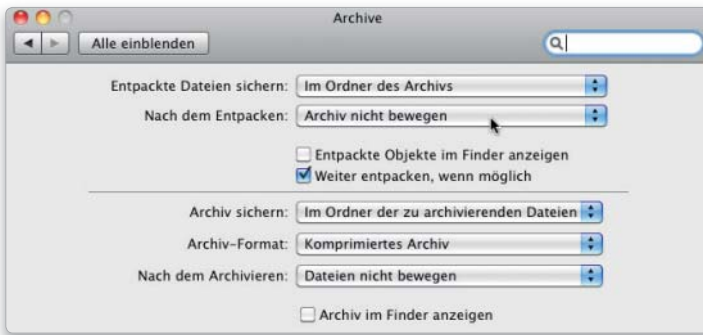 Archive
Alle einblenden
Entpackte Dateien sichern: Im Ordner des Archivs
Nach dem Entpacken: Archiv nicht bewegen
Entpackte Objekte im Finder anzeigen
Weiter entpacken, wenn möglich
Archiv sichern: Im Ordner der zu archivierenden Dateien
Archiv-Format: Komprimiertes Archiv
Nach dem Archivieren: Dateien nicht bewegen
Archiv im Finder anzeigen